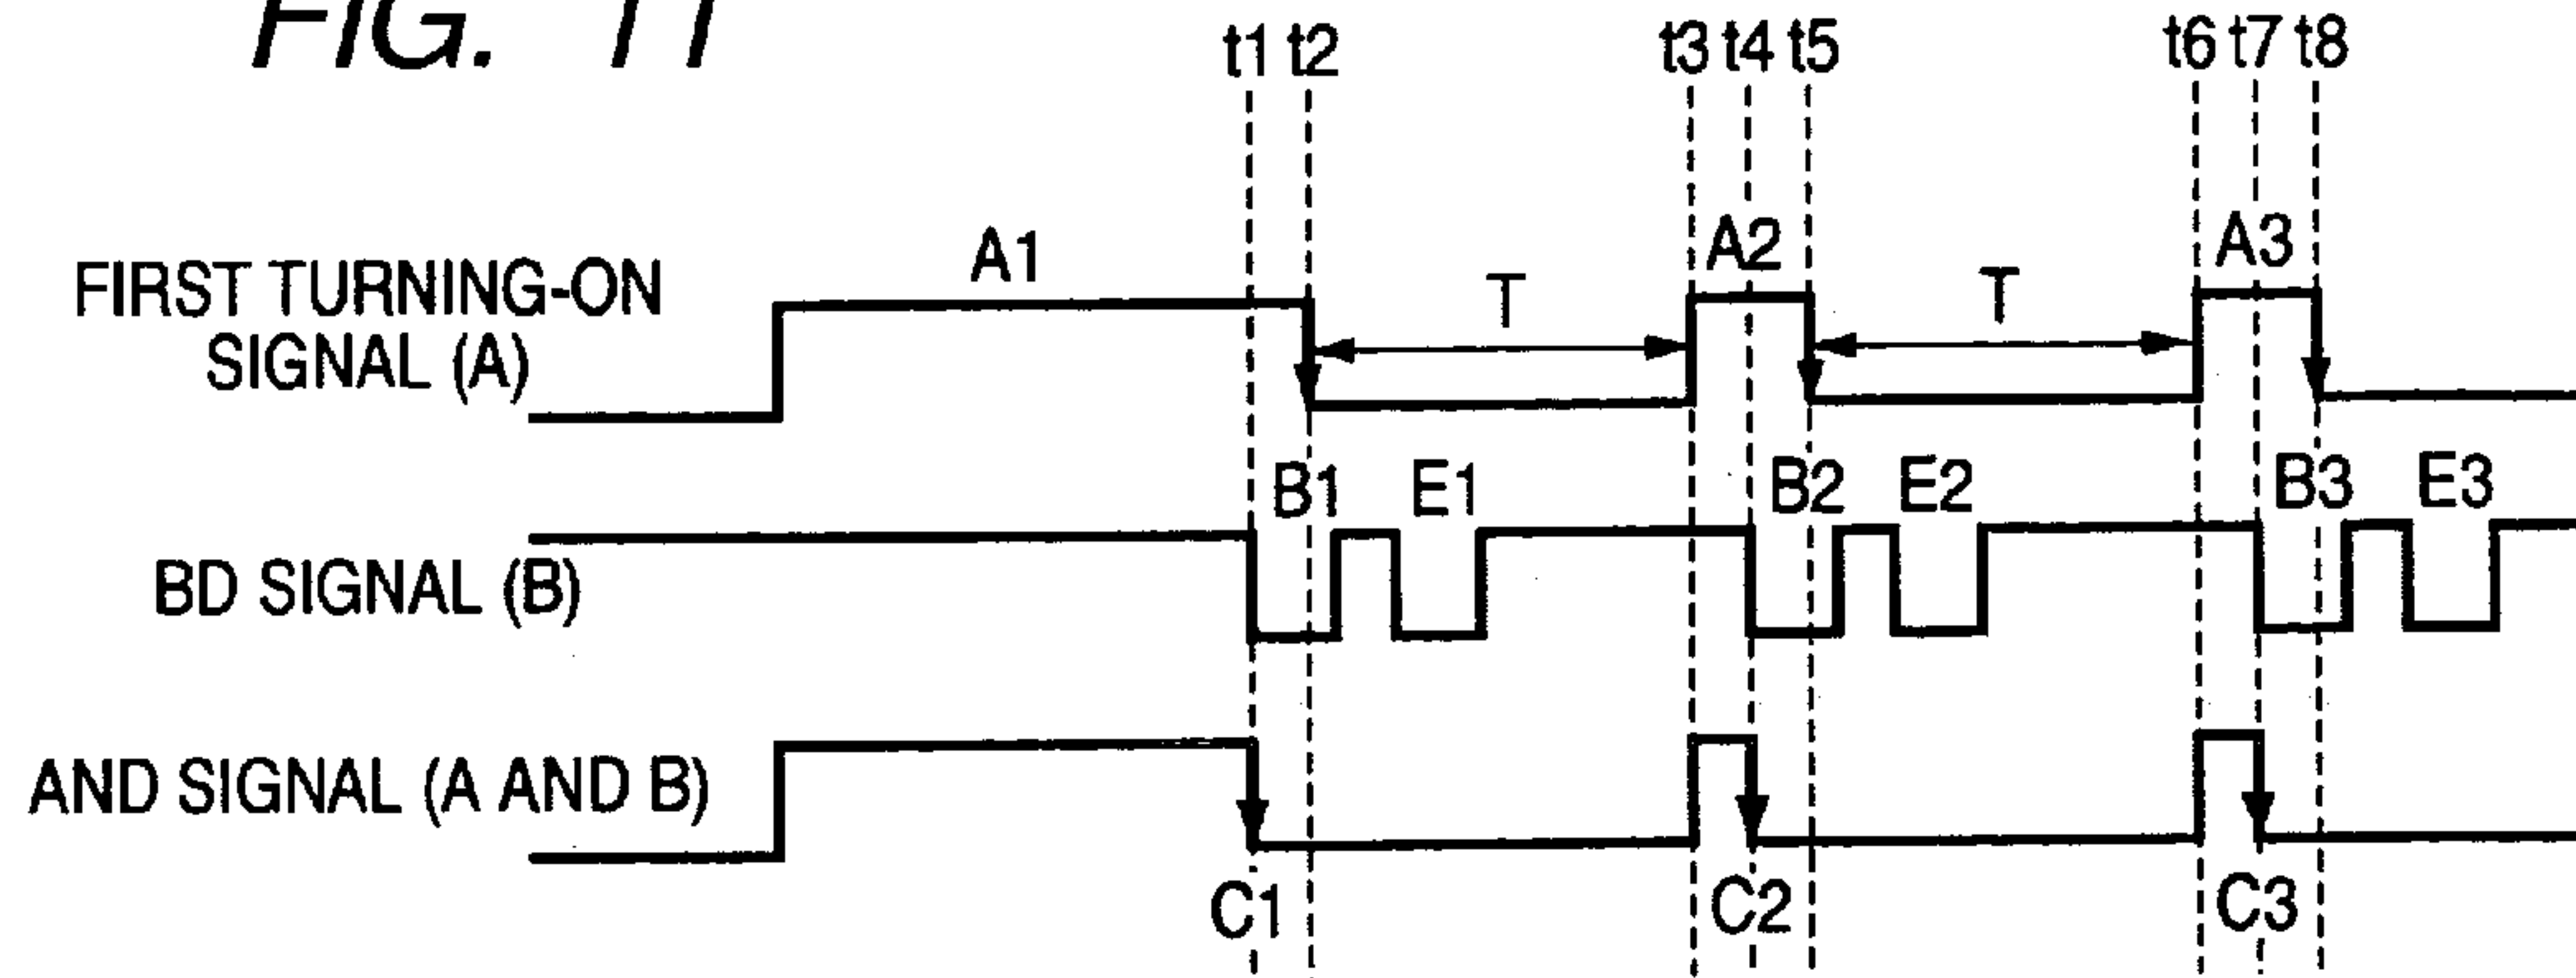 FIG. 11
t1 t2 t3 t4 t5 t6 t7 t8
A1 T A2 T A3
FIRST TURNING-ON
SIGNAL (A)
B1 E1 B2 E2 B3 E3
BD SIGNAL (B)
AND SIGNAL (A AND B)
C1 C2 C3